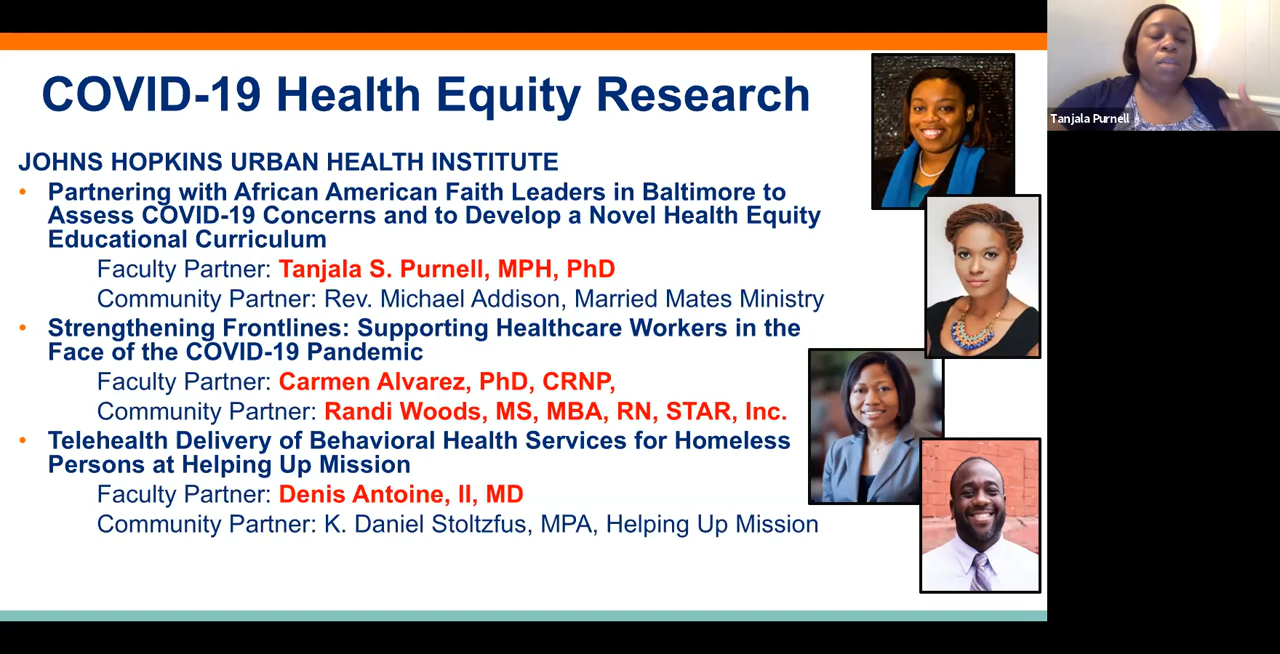 COVID-19 Health Equity Research
JOHNS HOPKINS URBAN HEALTH INSTITUTE
• Partnering with African American Faith Leaders in Baltimore to
Assess COVID-19 Concerns and to Develop a Novel Health Equity
Educational Curriculum
Faculty Partner: Tanjala S. Purnell, MPH, PhD
Community Partner: Rev. Michael Addison, Married Mates Ministry
• Strengthening Frontlines: Supporting Healthcare Workers in the
Face of the COVID-19 Pandemic
Faculty Partner: Carmen Alvarez, PhD, CRNP,
Community Partner: Randi Woods, MS, MBA, RN, STAR, Inc.
• Telehealth Delivery of Behavioral Health Services for Homeless
Persons at Helping Up Mission
Faculty Partner: Denis Antoine, II, MD
Community Partner: K. Daniel Stoltzfus, MPA, Helping Up Mission
Tanjala Purnell